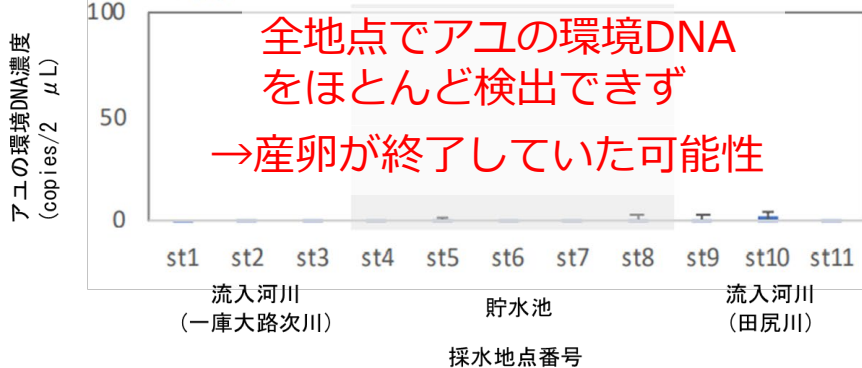 全地点でアユの環境DNA
をほとんど検出できず
→産卵が終了していた可能性
アユの環境DNA濃度
(copies/2 μL)
100
50
0
st1 st2 st3 st4 st5 st6 st7 st8 st9 st10 st11
流入河川
(一庫大路次川)
貯水池
流入河川
(田尻川)
採水地点番号